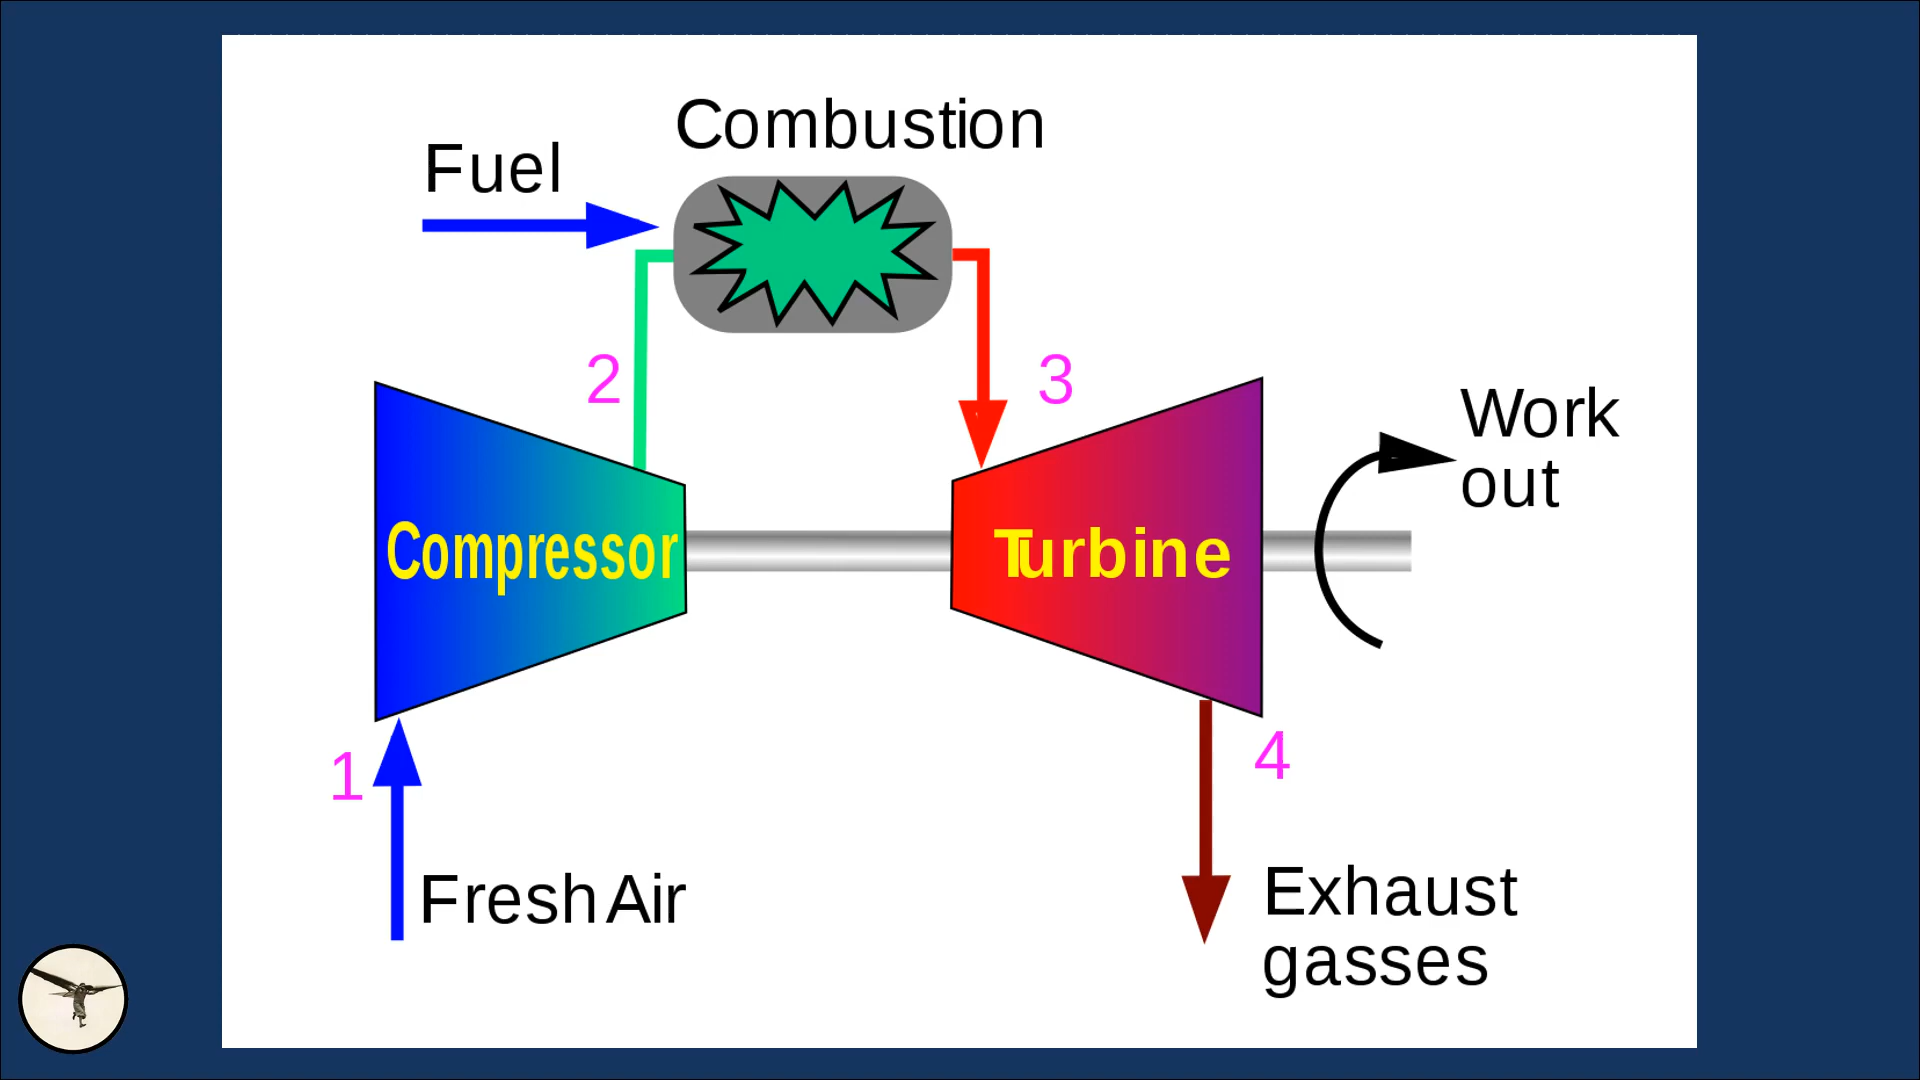 Combustion
Fuel
2
3
Work
out
Compressor
Turbine
1
4
Fresh Air
Exhaust
gasses